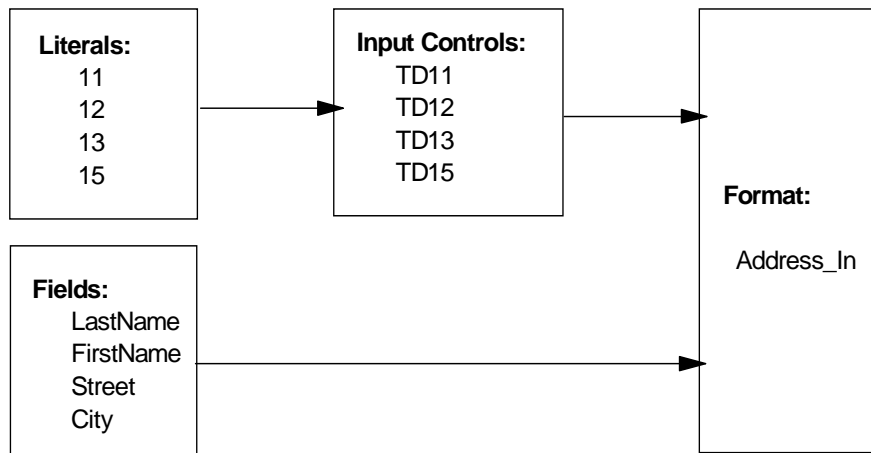 Literals:
11
12
13
15
Input Controls:
TD11
TD12
TD13
TD15
Format:
Address_In
Fields:
LastName
FirstName
Street
City